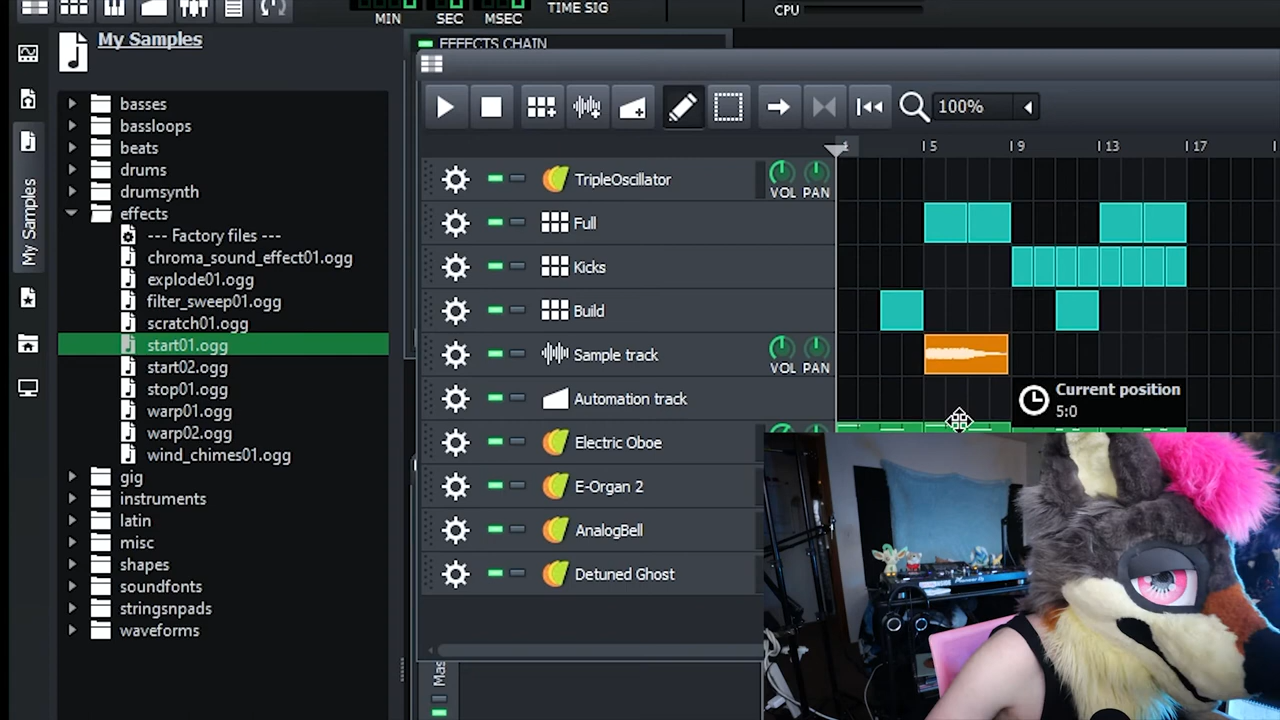 MIN SEC MSEC TIME SIG
CPU
My Samples
EFFECTS CHAIN
My Samples
100%
5 9 13 17
basses
bassloops
beats
drums
drumsynth
effects
--- Factory files ---
chroma_sound_effect01.ogg
explode01.ogg
filter_sweep01.ogg
scratch01.ogg
start01.ogg
start02.ogg
stop01.ogg
warp01.ogg
warp02.ogg
wind_chimes01.ogg
gig
instruments
latin
misc
shapes
soundfonts
stringsnpads
waveforms
TripleOscillator
VOL PAN
Full
Kicks
Build
Sample track
VOL PAN
Automation track
Electric Oboe
E-Organ 2
AnalogBell
Detuned Ghost
Current position
5:0